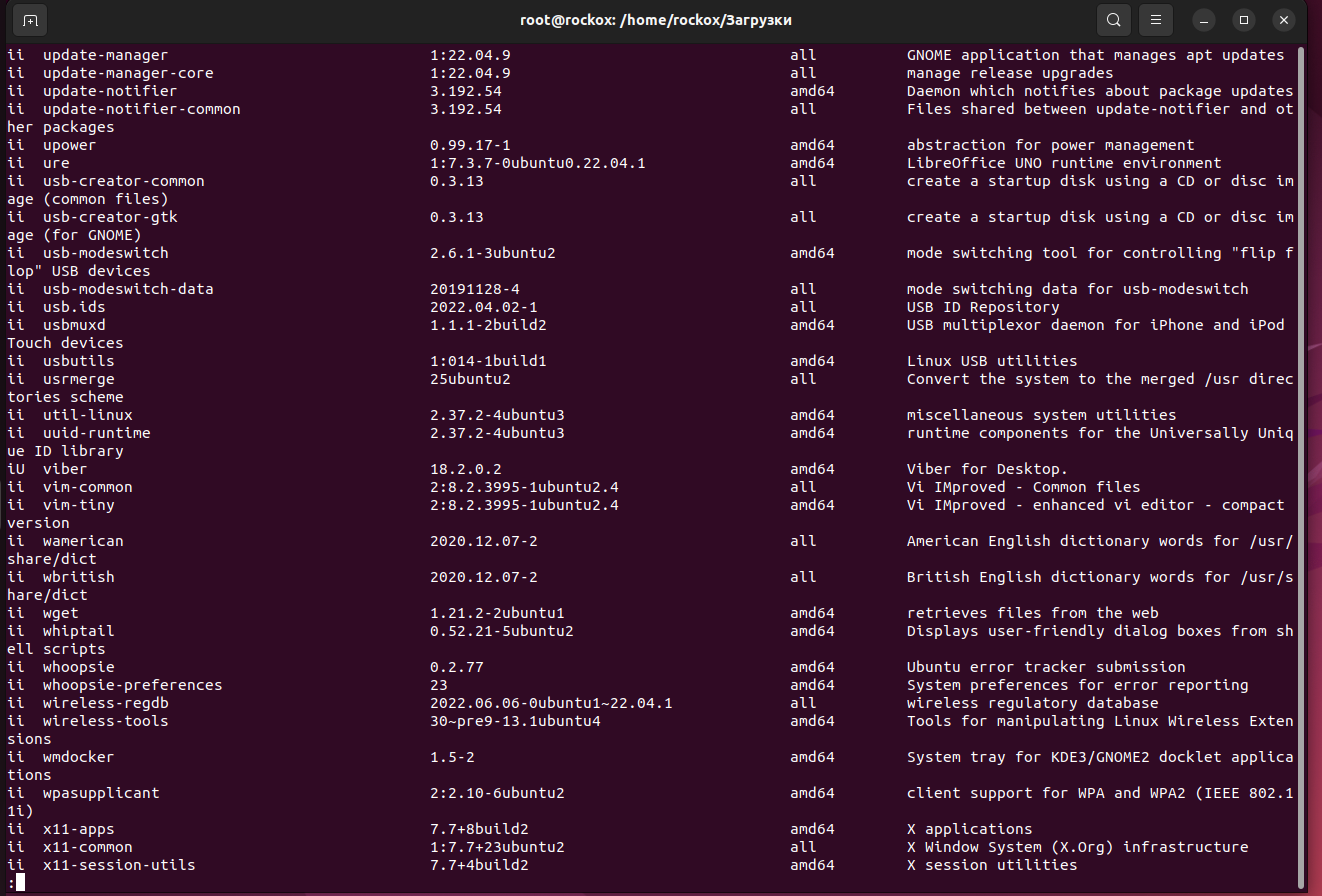 root@rockox: /home/rockox/Загрузки
ii  update-manager                             1:22.04.9                               all          GNOME application that manages apt updates
ii  update-manager-core                        1:22.04.9                               all          manage release upgrades
ii  update-notifier                            3.192.54                                amd64        Daemon which notifies about package updates
ii  update-notifier-common                     3.192.54                                all          Files shared between update-notifier and ot
her packages
ii  upower                                     0.99.17-1                               amd64        abstraction for power management
ii  ure                                        1:7.3.7-0ubuntu0.22.04.1                amd64        LibreOffice UNO runtime environment
ii  usb-creator-common                         0.3.13                                  all          create a startup disk using a CD or disc im
age (common files)
ii  usb-creator-gtk                            0.3.13                                  all          create a startup disk using a CD or disc im
age (for GNOME)
ii  usb-modeswitch                             2.6.1-3ubuntu2                          amd64        mode switching tool for controlling "flip f
lop" USB devices
ii  usb-modeswitch-data                        20191128-4                              all          mode switching data for usb-modeswitch
ii  usb.ids                                    2022.04.02-1                            all          USB ID Repository
ii  usbmuxd                                    1.1.1-2build2                           amd64        USB multiplexor daemon for iPhone and iPod
Touch devices
ii  usbutils                                   1:014-1build1                           amd64        Linux USB utilities
ii  usrmerge                                   25ubuntu2                               all          Convert the system to the merged /usr direc
tories scheme
ii  util-linux                                 2.37.2-4ubuntu3                         amd64        miscellaneous system utilities
ii  uuid-runtime                               2.37.2-4ubuntu3                         amd64        runtime components for the Universally Uniq
ue ID library
iU  viber                                      18.2.0.2                                amd64        Viber for Desktop.
ii  vim-common                                 2:8.2.3995-1ubuntu2.4                   all          Vi IMproved - Common files
ii  vim-tiny                                   2:8.2.3995-1ubuntu2.4                   amd64        Vi IMproved - enhanced vi editor - compact
version
ii  wamerican                                  2020.12.07-2                            all          American English dictionary words for /usr/
share/dict
ii  wbritish                                   2020.12.07-2                            all          British English dictionary words for /usr/s
hare/dict
ii  wget                                       1.21.2-2ubuntu1                         amd64        retrieves files from the web
ii  whiptail                                   0.52.21-5ubuntu2                        amd64        Displays user-friendly dialog boxes from sh
ell scripts
ii  whoopsie                                   0.2.77                                  amd64        Ubuntu error tracker submission
ii  whoopsie-preferences                       23                                      amd64        System preferences for error reporting
ii  wireless-regdb                             2022.06.06-0ubuntu1~22.04.1             all          wireless regulatory database
ii  wireless-tools                             30~pre9-13.1ubuntu4                     amd64        Tools for manipulating Linux Wireless Exten
sions
ii  wmdocker                                   1.5-2                                   amd64        System tray for KDE3/GNOME2 docklet applica
tions
ii  wpasupplicant                              2:2.10-6ubuntu2                         amd64        client support for WPA and WPA2 (IEEE 802.1
1i)
ii  x11-apps                                   7.7+8build2                             amd64        X applications
ii  x11-common                                 1:7.7+23ubuntu2                         all          X Window System (X.Org) infrastructure
ii  x11-session-utils                          7.7+4build2                             amd64        X session utilities
: